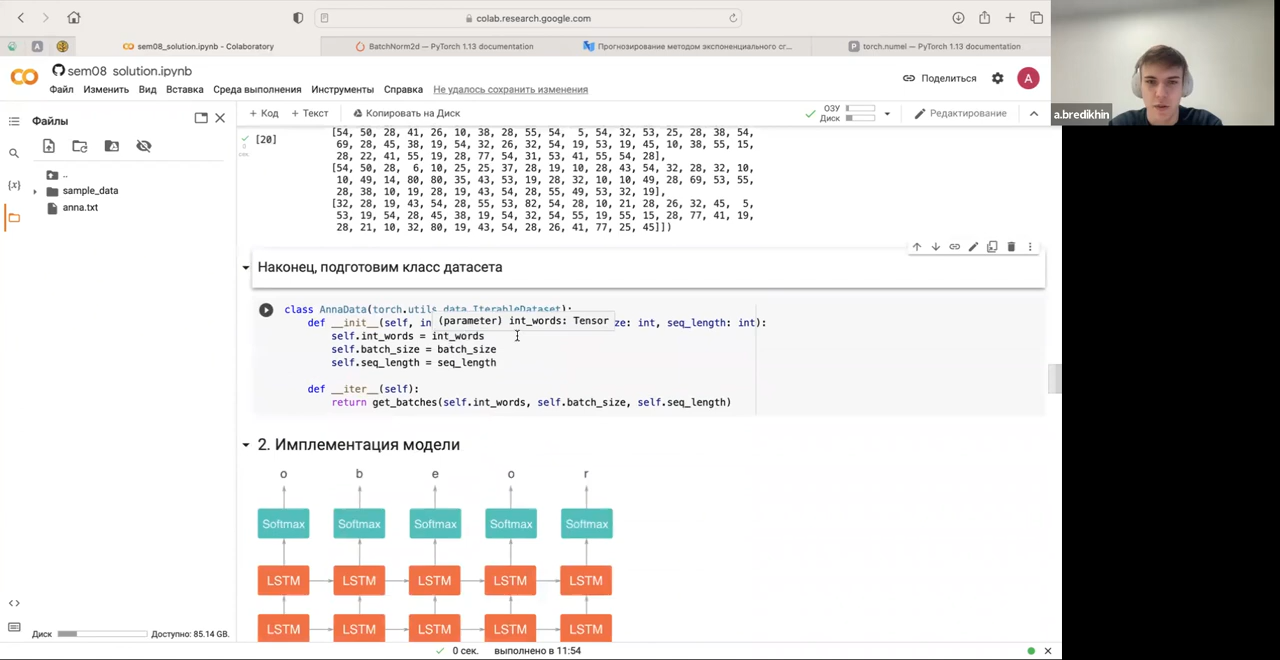 colab.research.google.com
sem08_solution.ipynb - Colaboratory
BatchNorm2d — PyTorch 1.13 documentation
Прогнозирование методом экспоненциального сг...
torch.numel — PyTorch 1.13 documentation
sem08 solution.ipynb
Поделиться
A
Файл Изменить Вид Вставка Среда выполнения Инструменты Справка Не удалось сохранить изменения
Файлы
+ Код + Текст Копировать на Диск
ОЗУ
Диск
Редактирование
a.bredikhin
..
sample_data
anna.txt
[20]
[54, 50, 28, 41, 26, 10, 38, 28, 55, 54, 5, 54, 32, 53, 25, 28, 38, 54,
69, 28, 45, 38, 19, 54, 32, 26, 32, 54, 19, 53, 19, 45, 10, 38, 55, 15,
28, 22, 41, 55, 19, 28, 77, 54, 31, 53, 41, 55, 54, 28],
[54, 50, 28, 6, 10, 25, 25, 37, 28, 19, 10, 28, 43, 54, 32, 28, 32, 10,
10, 49, 14, 80, 80, 35, 43, 53, 19, 28, 32, 10, 10, 49, 28, 69, 53, 55,
28, 38, 10, 19, 28, 19, 43, 54, 28, 55, 49, 53, 32, 19],
[32, 28, 19, 43, 54, 28, 55, 53, 82, 54, 28, 10, 21, 28, 26, 32, 45, 5,
53, 19, 54, 28, 45, 38, 19, 54, 32, 54, 55, 19, 55, 15, 28, 77, 41, 19,
28, 21, 10, 32, 80, 19, 43, 54, 28, 26, 41, 77, 25, 45]])
Наконец, подготовим класс датасета
class AnnaData(torch.utils.data.IterableDataset):
def __init__(self, in
(parameter) int_words: Tensor
ze: int, seq_length: int):
self.int_words = int_words
self.batch_size = batch_size
self.seq_length = seq_length
def __iter__(self):
return get_batches(self.int_words, self.batch_size, self.seq_length)
2. Имплементация модели
o b e o r
Softmax Softmax Softmax Softmax Softmax
LSTM LSTM LSTM LSTM LSTM
LSTM LSTM LSTM LSTM LSTM
Диск Доступно: 85.14 GB.
0 сек. выполнено в 11:54